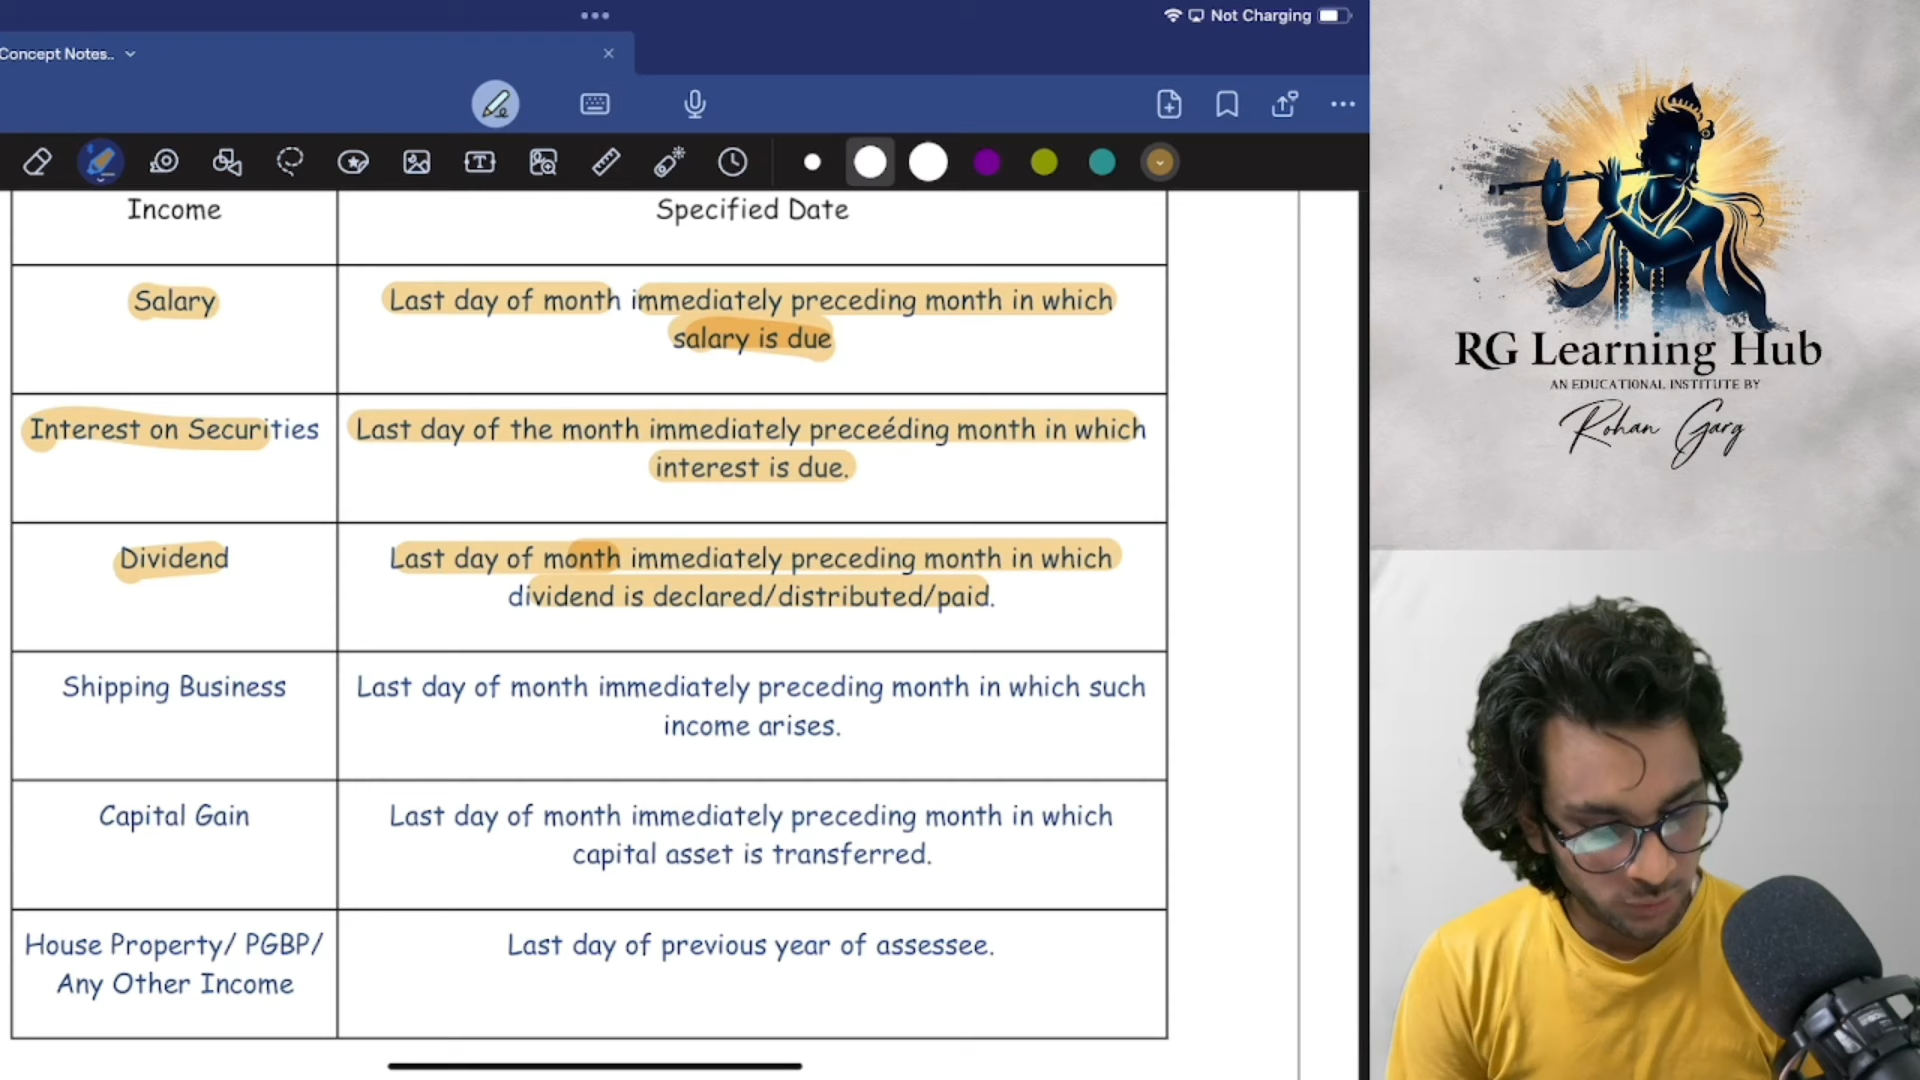 Not Charging
Concept Notes..
Income
Specified Date
Salary
Last day of month immediately preceding month in which
salary is due
Interest on Securities
Last day of the month immediately preceéding month in which
interest is due.
Dividend
Last day of month immediately preceding month in which
dividend is declared/distributed/paid.
Shipping Business
Last day of month immediately preceding month in which such
income arises.
Capital Gain
Last day of month immediately preceding month in which
capital asset is transferred.
House Property/ PGBP/
Any Other Income
Last day of previous year of assessee.
RG Learning Hub
AN EDUCATIONAL INSTITUTE BY
Rohan Garg